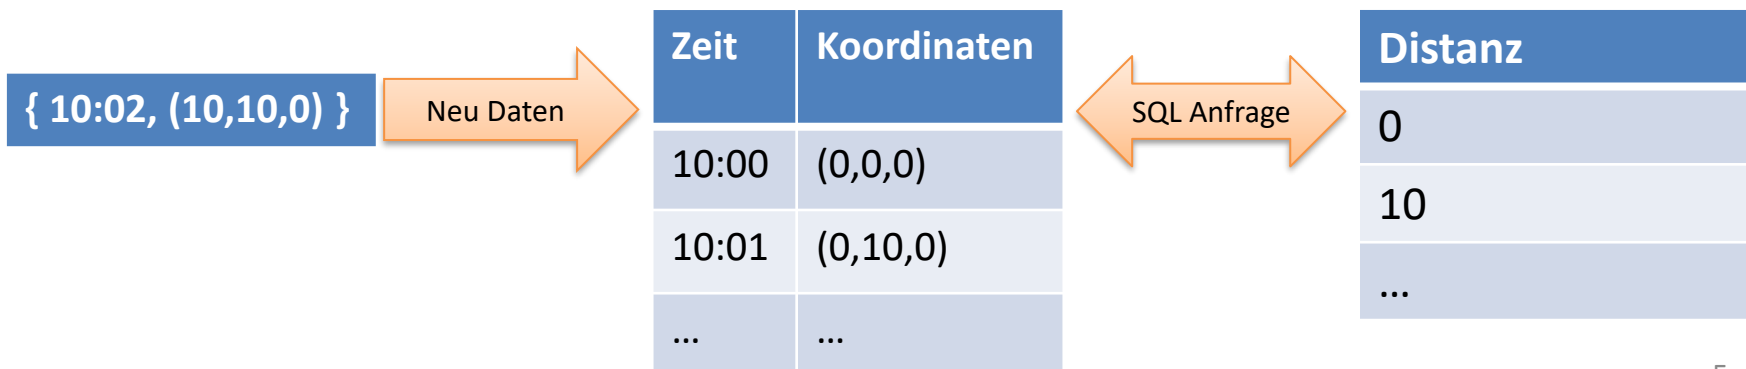 { 10:02, (10,10,0) }
Neu Daten
Zeit Koordinaten
10:00 (0,0,0)
10:01 (0,10,0)
... ...
SQL Anfrage
Distanz
0
10
...